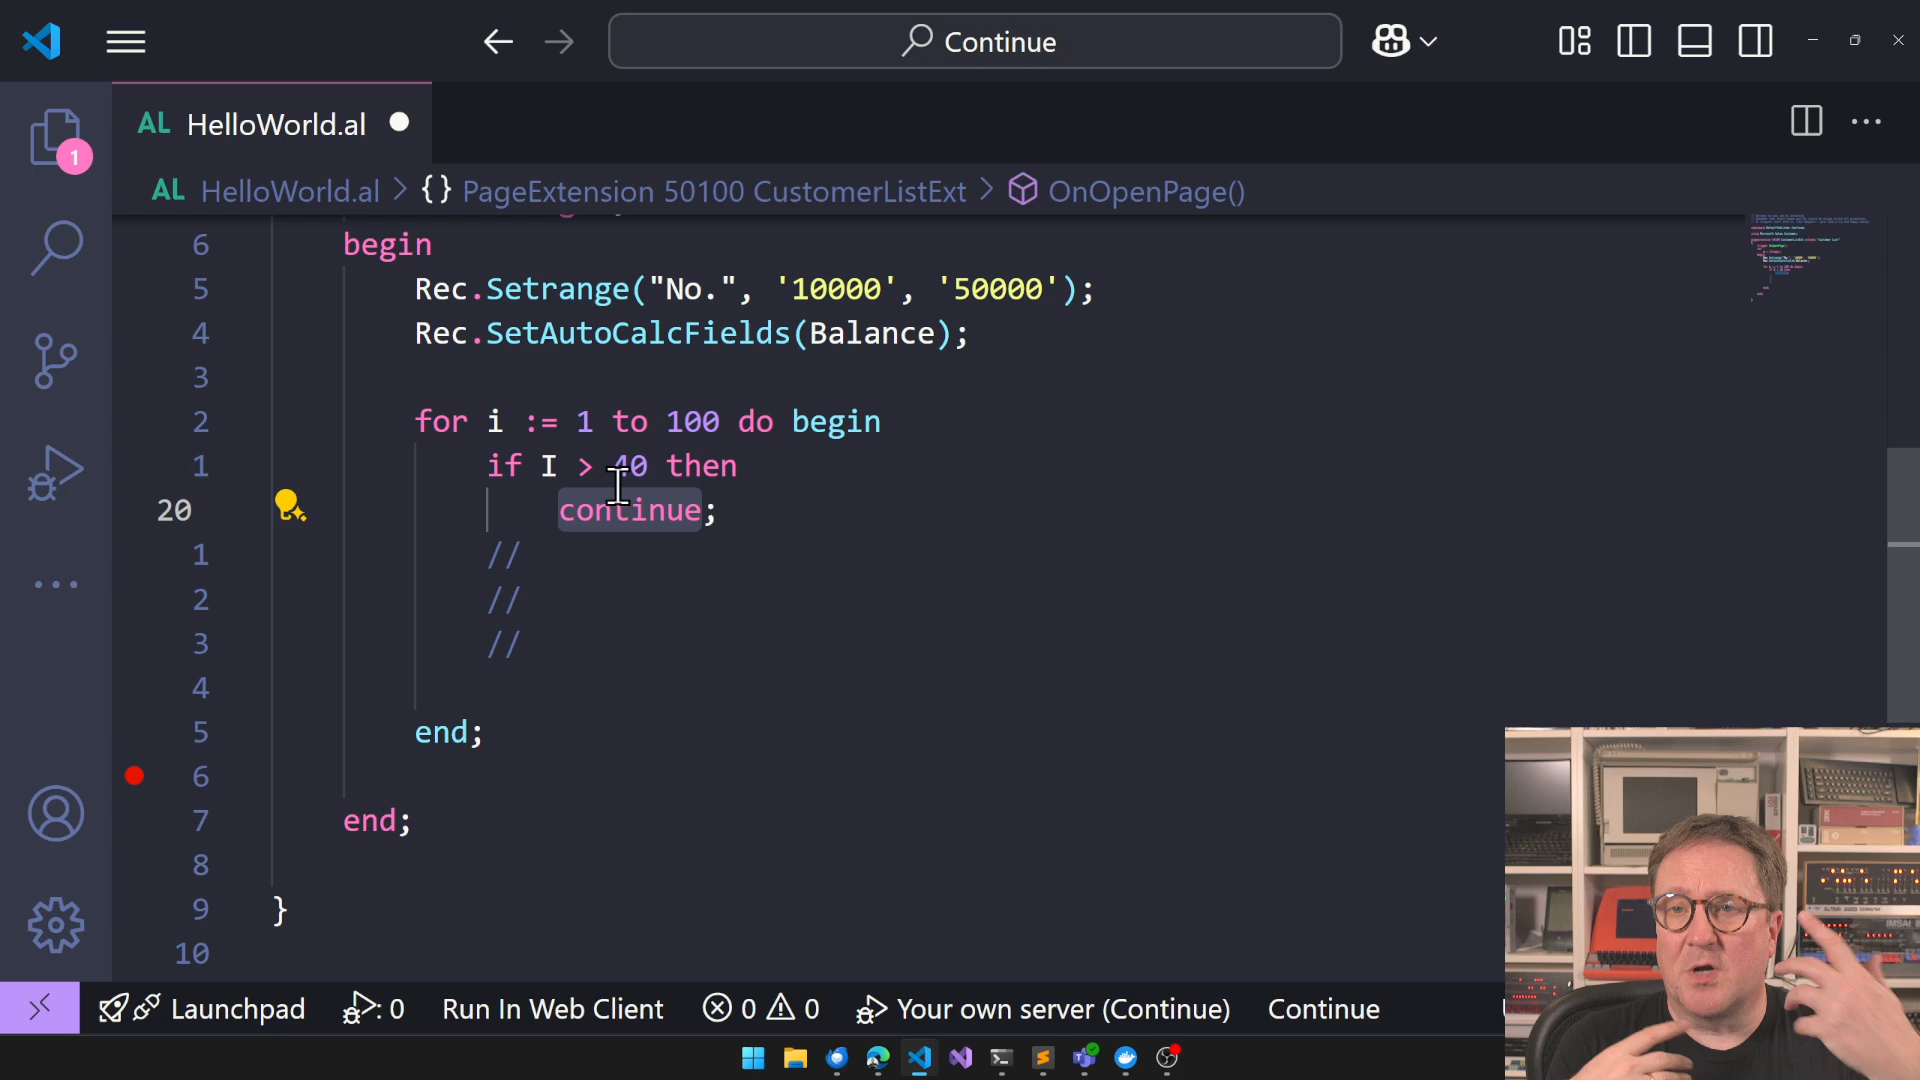 Continue
AL HelloWorld.al
1
AL HelloWorld.al > {} PageExtension 50100 CustomerListExt > OnOpenPage()
6 begin
5 Rec.Setrange("No.", '10000', '50000');
4 Rec.SetAutoCalcFields(Balance);
3
2 for i := 1 to 100 do begin
1 if I > 40 then
20 continue;
1 //
2 //
3 //
4
5 end;
6
7 end;
8
9 }
10
Launchpad : 0 Run In Web Client 0 0 Your own server (Continue) Continue